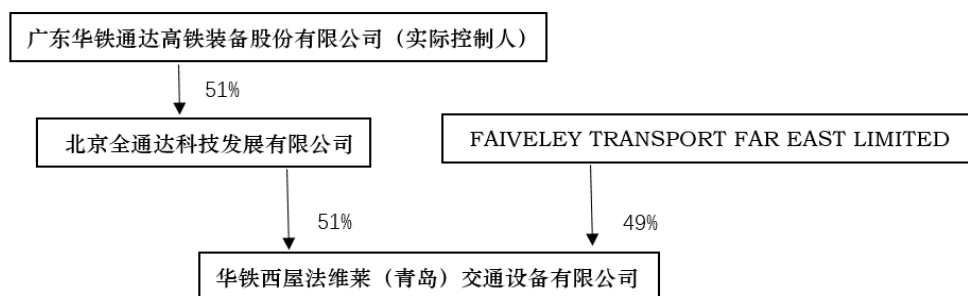 广东华铁通达高铁装备股份有限公司（实际控制人）
51%
北京全通达科技发展有限公司
FAIVELEY TRANSPORT FAR EAST LIMITED
51%
49%
华铁西屋法维莱（青岛）交通设备有限公司